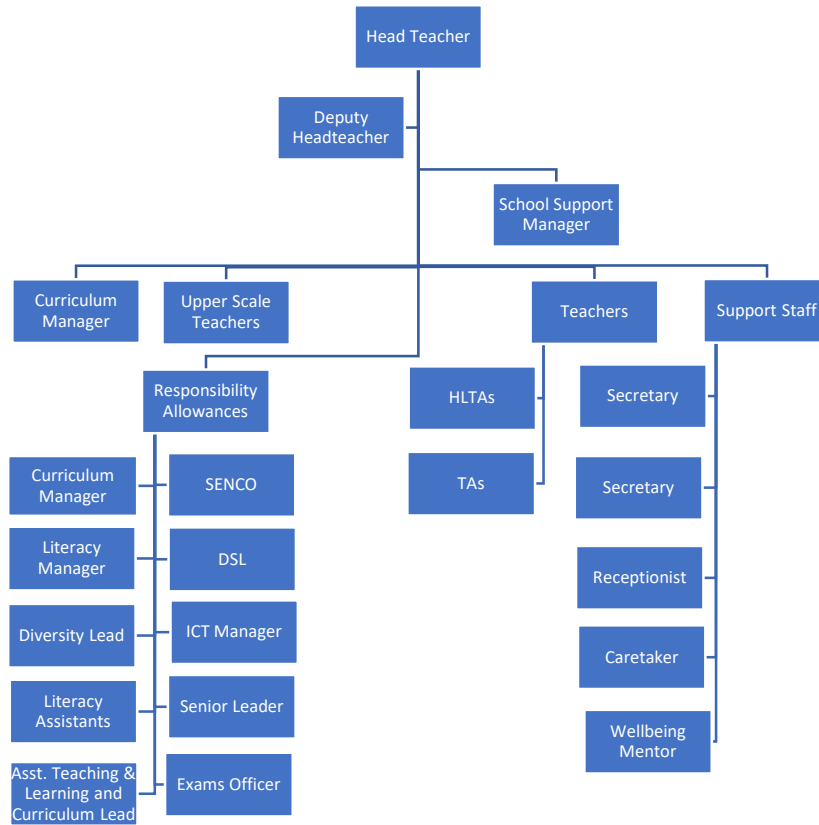 Head Teacher
Deputy
Headteacher
School Support
Manager
Curriculum
Manager
Upper Scale
Teachers
Teachers
Support Staff
Responsibility
Allowances
HLTAs
Secretary
Curriculum
Manager
SENCO
TAs
Secretary
Literacy
Manager
DSL
Receptionist
Diversity Lead
ICT Manager
Caretaker
Literacy
Assistants
Senior Leader
Wellbeing
Mentor
Asst. Teaching &
Learning and
Curriculum Lead
Exams Officer